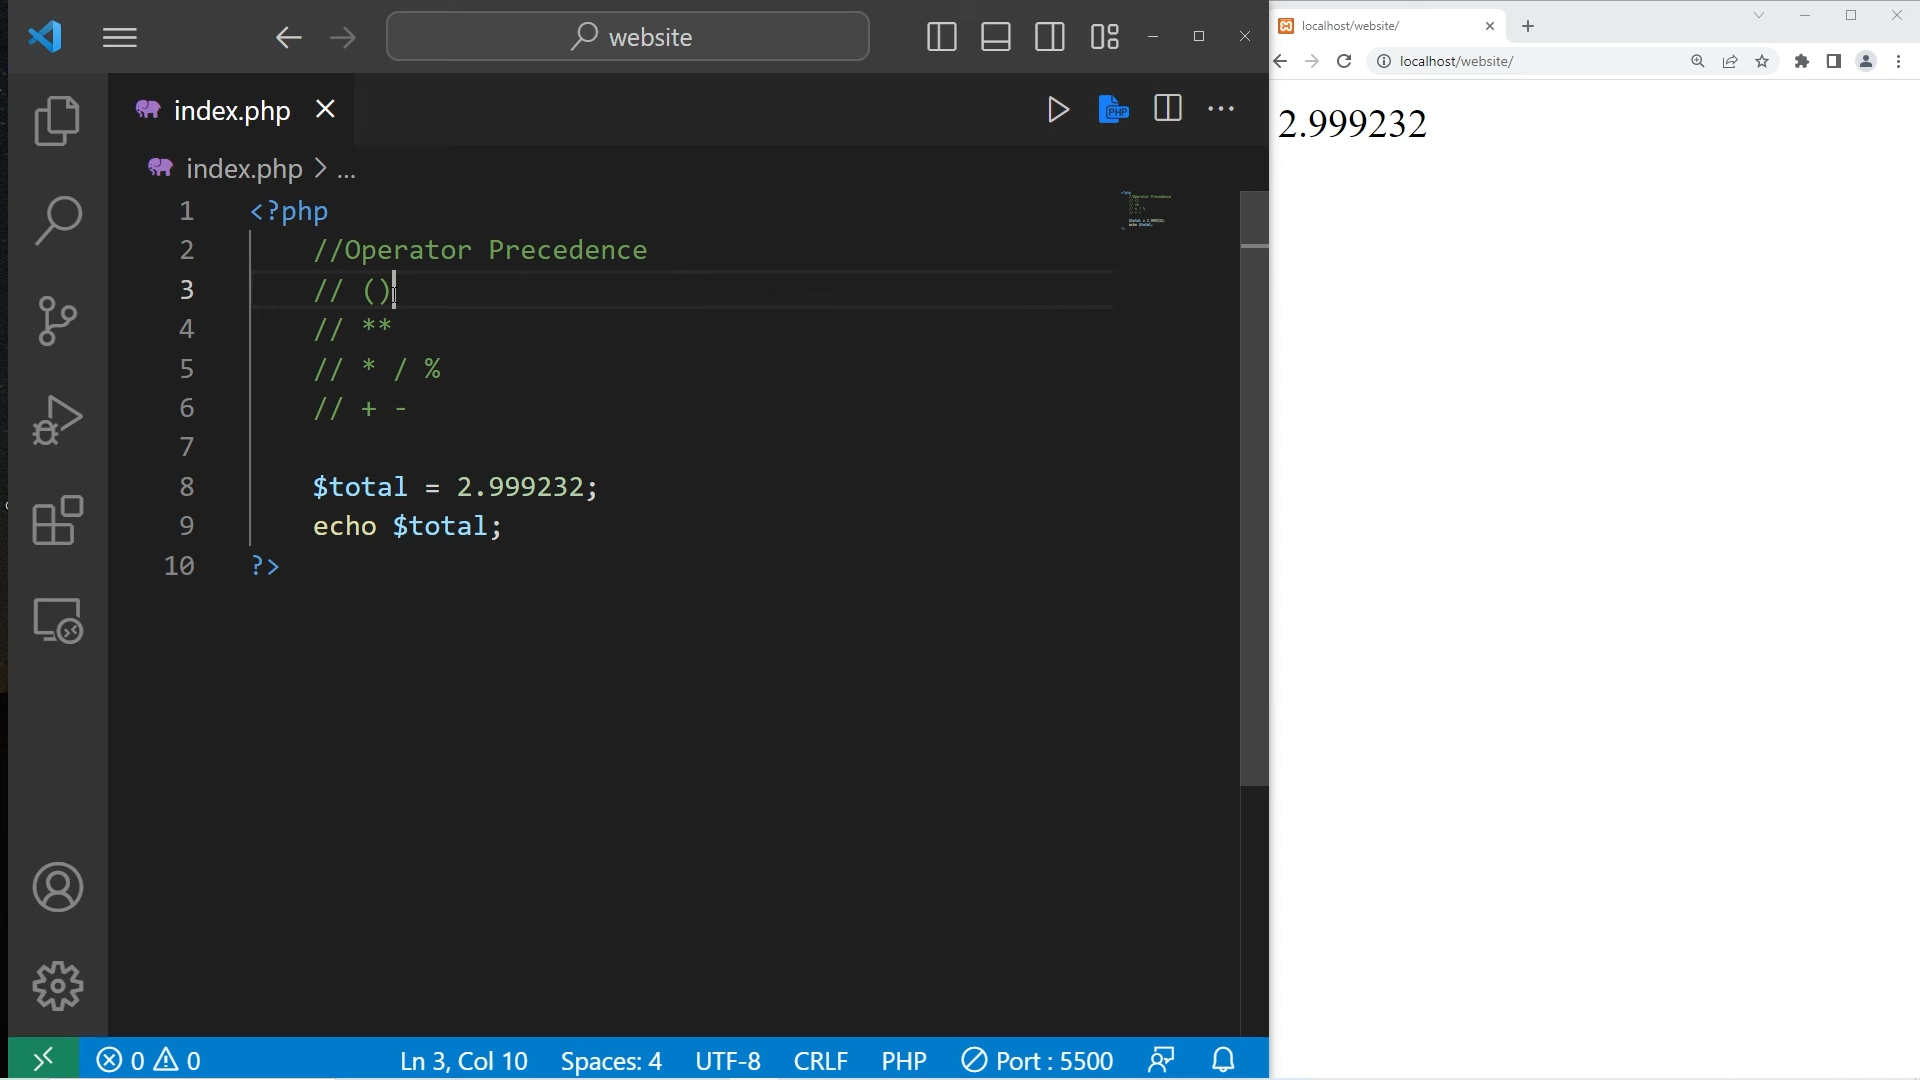 website
index.php
index.php > ...
1 <?php
2 //Operator Precedence
3 // ()
4 // **
5 // * / %
6 // + -
7
8 $total = 2.999232;
9 echo $total;
10 ?>
0 0 Ln 3, Col 10 Spaces: 4 UTF-8 CRLF PHP Port : 5500
localhost/website/
localhost/website/
2.999232